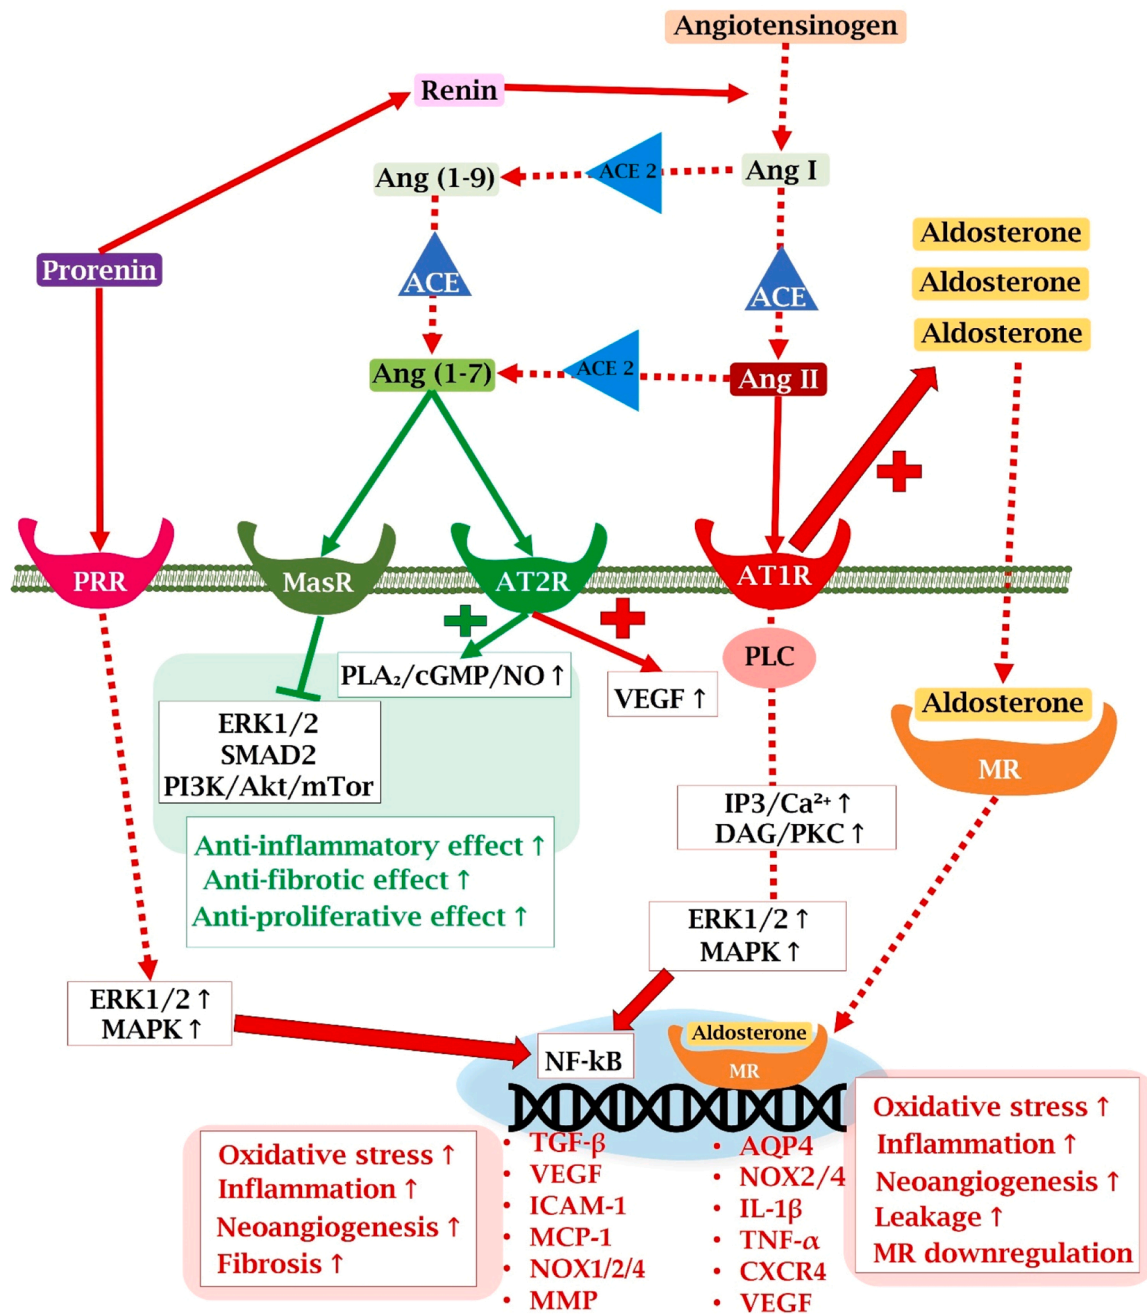 Angiotensinogen
Renin
ACE 2
Ang I
Ang (1-9)
Aldosterone
Prorenin
ACE
ACE
Aldosterone
Aldosterone
Ang (1-7)
ACE 2
Ang II
PRR
MasR
AT2R
AT1R
PLC
PLA₂/cGMP/NO ↑
VEGF ↑
Aldosterone
MR
ERK1/2
SMAD2
PI3K/Akt/mTor
IP3/Ca²⁺ ↑
DAG/PKC ↑
Anti-inflammatory effect ↑
Anti-fibrotic effect ↑
Anti-proliferative effect ↑
ERK1/2 ↑
MAPK ↑
ERK1/2 ↑
MAPK ↑
NF-kB
Aldosterone
MR
Oxidative stress ↑
Inflammation ↑
Neoangiogenesis ↑
Fibrosis ↑
• TGF-β
• VEGF
• ICAM-1
• MCP-1
• NOX1/2/4
• MMP
• AQP4
• NOX2/4
• IL-1β
• TNF-α
• CXCR4
• VEGF
Oxidative stress ↑
Inflammation ↑
Neoangiogenesis ↑
Leakage ↑
MR downregulation